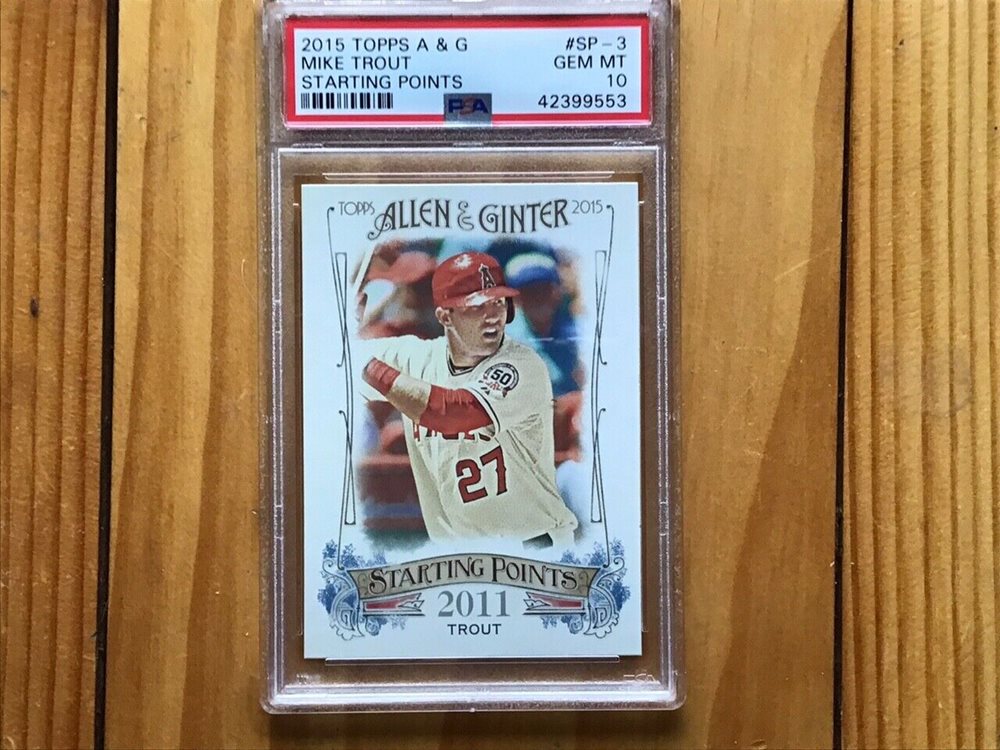 2015 TOPPS A & G #SP-3
MIKE TROUT GEM MT
STARTING POINTS 10
PSA 42399553
TOPPS ALLEN & GINTER 2015
A
50
27
STARTING POINTS
2011
TROUT